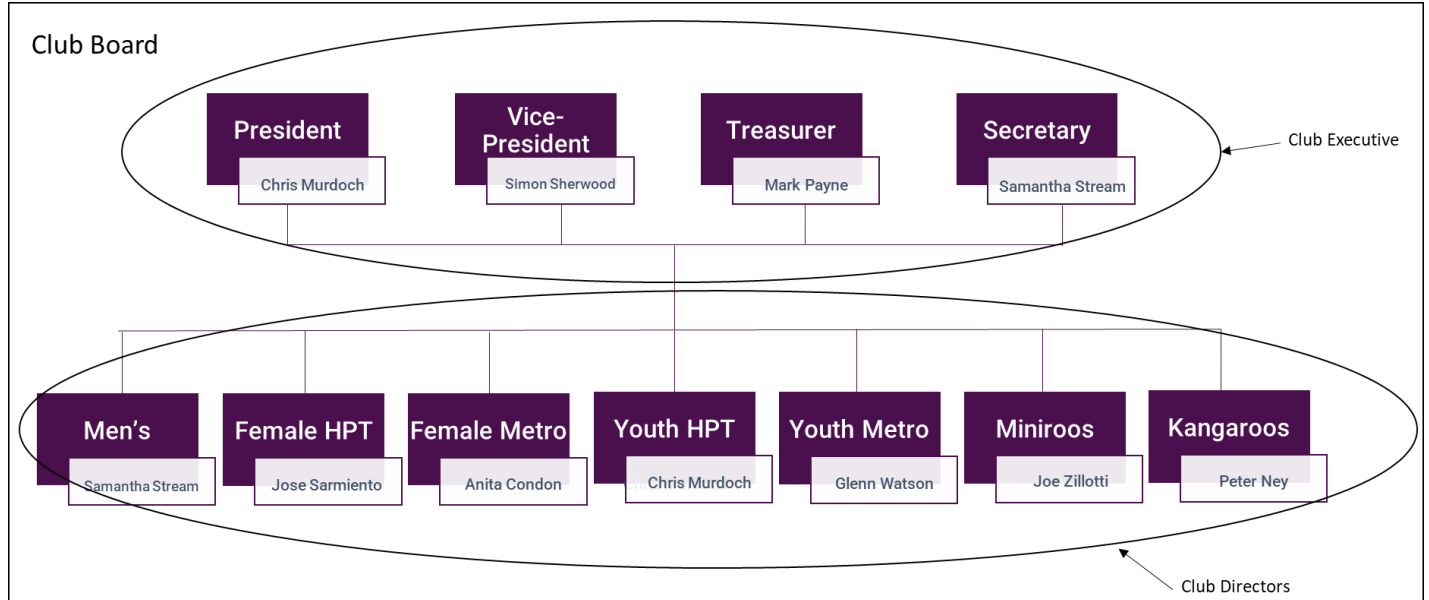 Club Board
President
Vice-
President
Treasurer
Secretary
Club Executive
Chris Murdoch
Simon Sherwood
Mark Payne
Samantha Stream
Men’s
Female HPT
Female Metro
Youth HPT
Youth Metro
Miniroos
Kangaroos
Samantha Stream
Jose Sarmiento
Anita Condon
Chris Murdoch
Glenn Watson
Joe Zillotti
Peter Ney
Club Directors